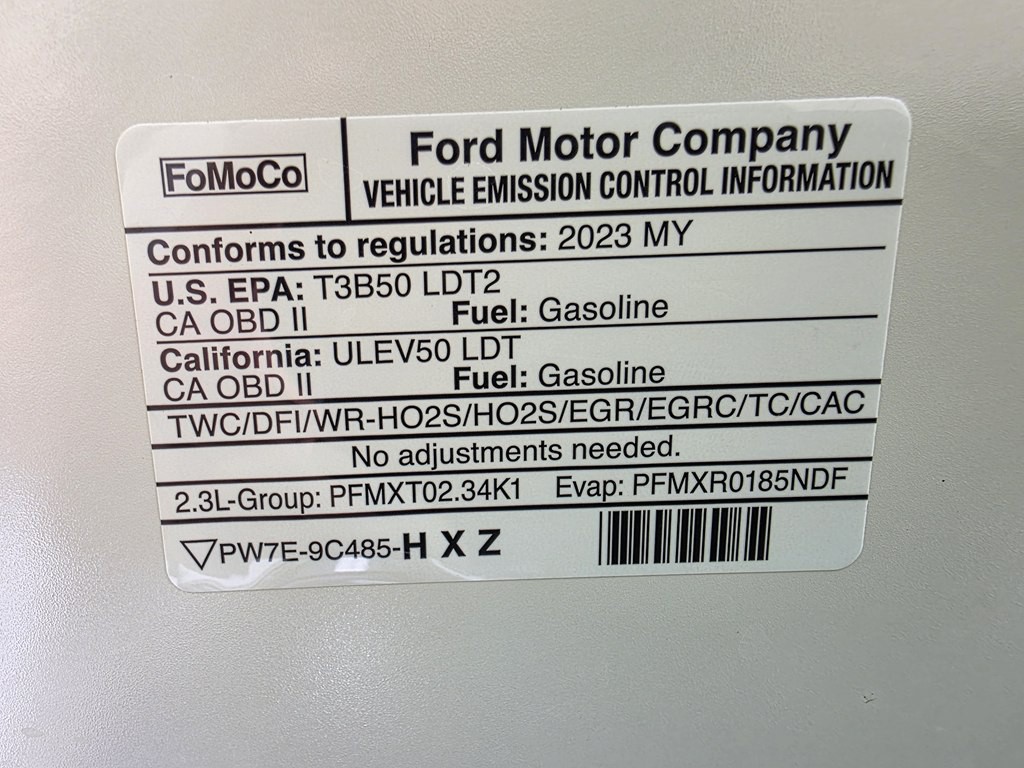 FoMoCo
Ford Motor Company
VEHICLE EMISSION CONTROL INFORMATION
Conforms to regulations: 2023 MY
U.S. EPA: T3B50 LDT2
CA OBD II Fuel: Gasoline
California: ULEV50 LDT
CA OBD II Fuel: Gasoline
TWC/DFI/WR-HO2S/HO2S/EGR/EGRC/TC/CAC
No adjustments needed.
2.3L-Group: PFMXT02.34K1 Evap: PFMXR0185NDF
PW7E-9C485-H X Z